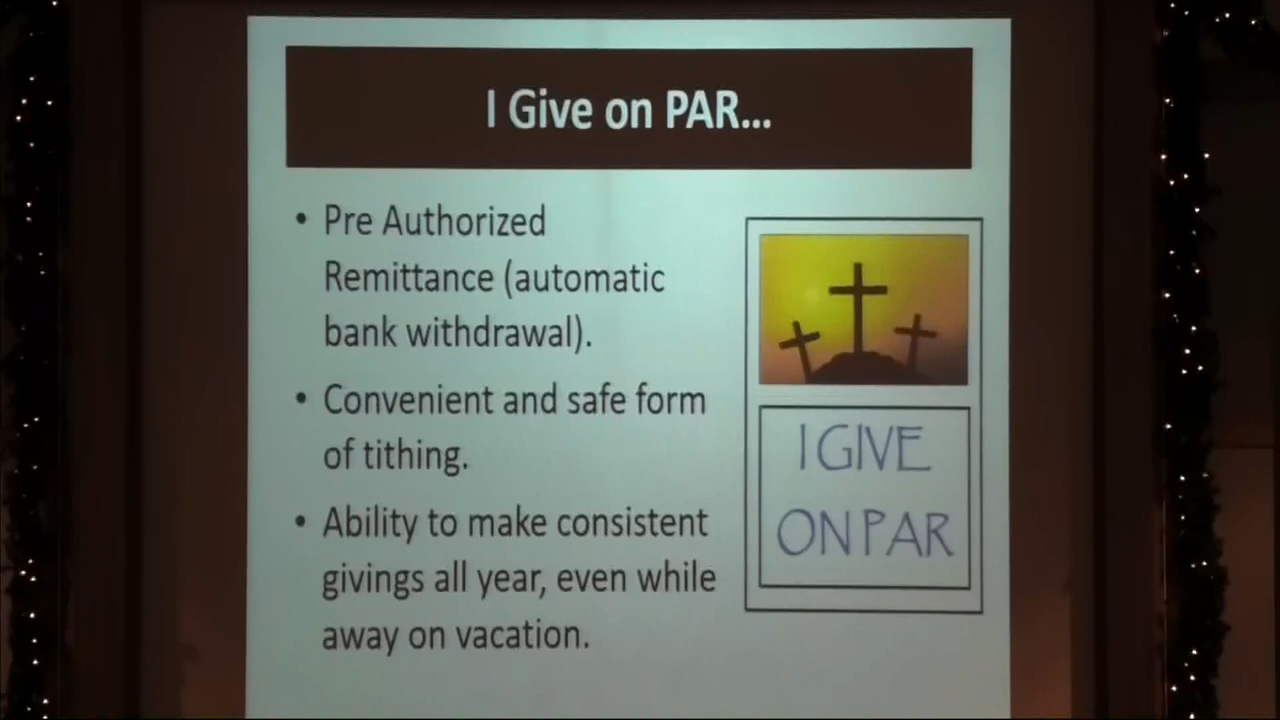 I Give on PAR...
• Pre Authorized
Remittance (automatic
bank withdrawal).
• Convenient and safe form
of tithing.
• Ability to make consistent
givings all year, even while
away on vacation.
I GIVE
ON PAR